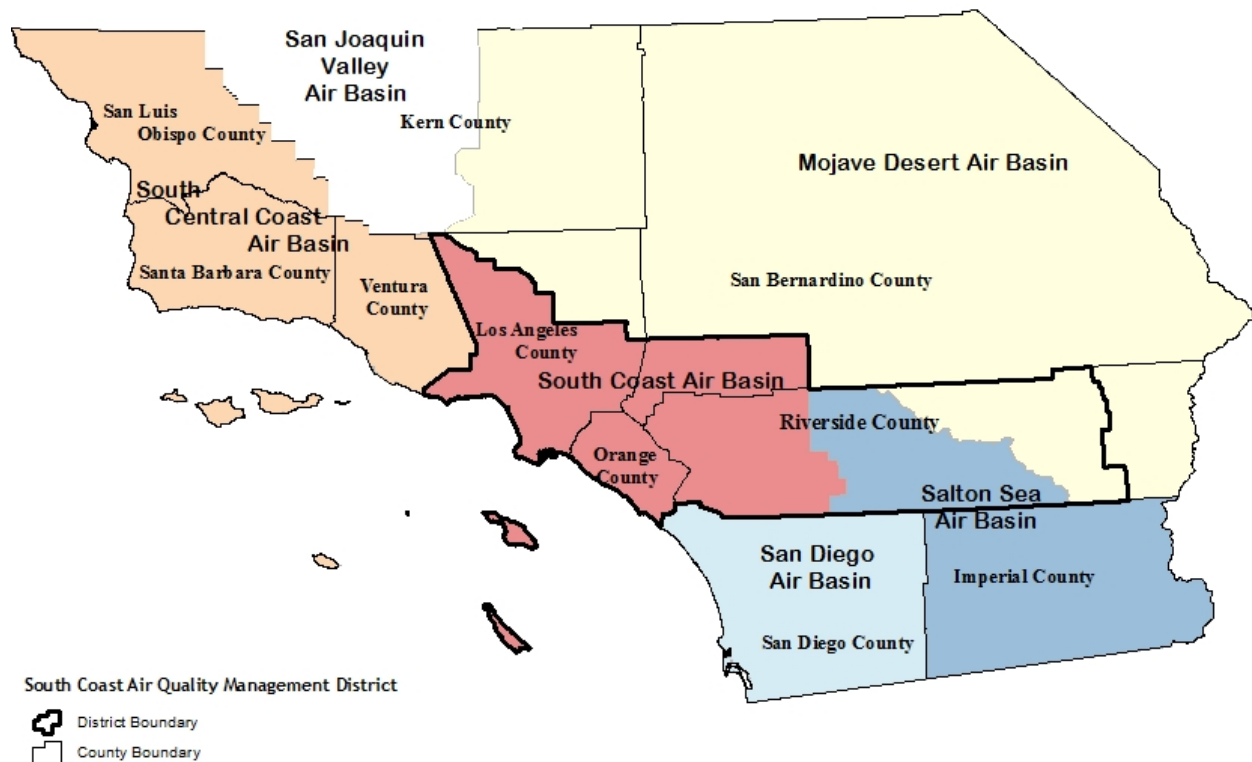 San Joaquin
Valley
Air Basin
San Luis
Obispo County
Kern County
Mojave Desert Air Basin
South
Central Coast
Air Basin
Santa Barbara County
Ventura
County
San Bernardino County
Los Angeles
County
South Coast Air Basin
Riverside County
Orange
County
Salton Sea
Air Basin
San Diego
Air Basin
Imperial County
San Diego County
South Coast Air Quality Management District
District Boundary
County Boundary